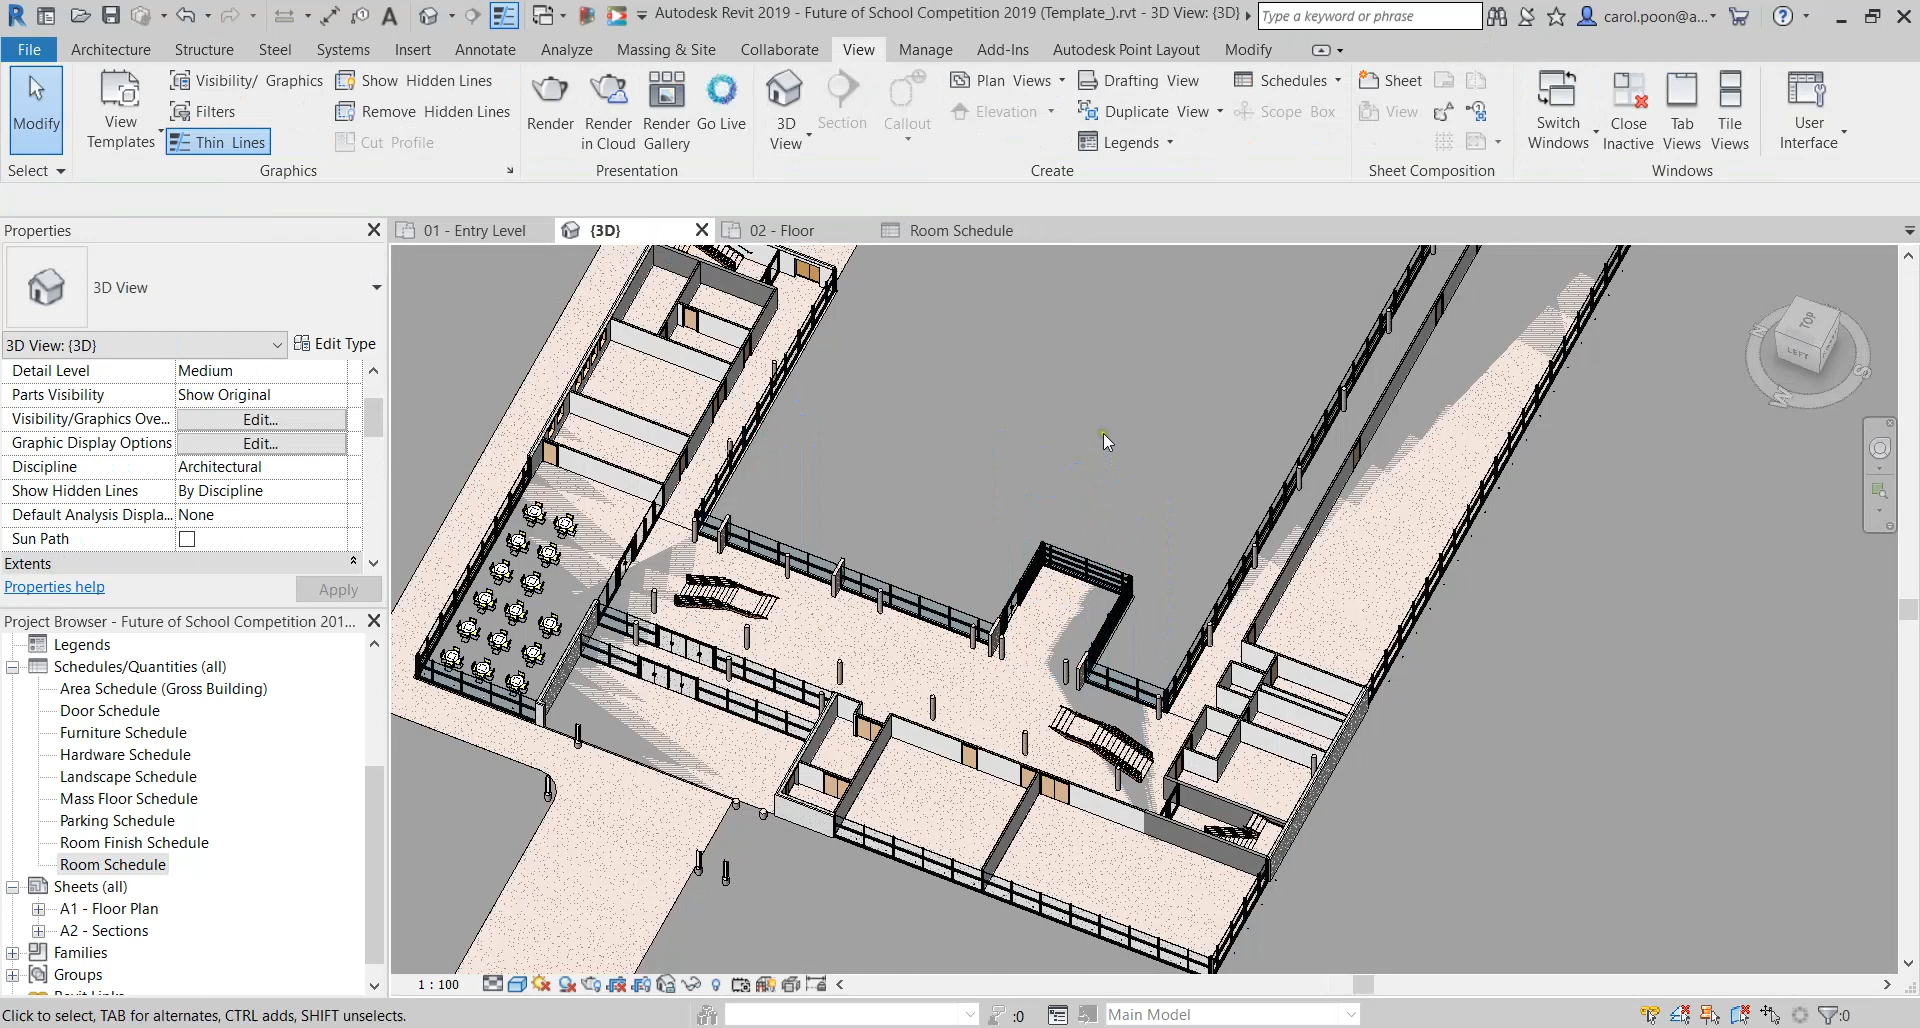 Autodesk Revit 2019 - Future of School Competition 2019 (Template_).rvt - 3D View: {3D}
Type a keyword or phrase
carol.poon@a...
File
Architecture
Structure
Steel
Systems
Insert
Annotate
Analyze
Massing & Site
Collaborate
View
Manage
Add-Ins
Autodesk Point Layout
Modify
Modify
View
Templates
Visibility/ Graphics
Filters
Thin Lines
Show Hidden Lines
Remove Hidden Lines
Cut Profile
Render
Render
in Cloud
Render
Gallery
Go Live
3D
View
Section
Callout
Plan Views
Elevation
Drafting View
Duplicate View
Legends
Schedules
Scope Box
Sheet
View
Switch
Windows
Close
Inactive
Tab
Views
Tile
Views
User
Interface
Select
Graphics
Presentation
Create
Sheet Composition
Windows
Properties
01 - Entry Level
{3D}
02 - Floor
Room Schedule
3D View
3D View: {3D}
Edit Type
Detail Level Medium
Parts Visibility Show Original
Visibility/Graphics Ove... Edit...
Graphic Display Options Edit...
Discipline Architectural
Show Hidden Lines By Discipline
Default Analysis Displa... None
Sun Path
Extents
Properties help
Apply
Project Browser - Future of School Competition 201...
Legends
Schedules/Quantities (all)
Area Schedule (Gross Building)
Door Schedule
Furniture Schedule
Hardware Schedule
Landscape Schedule
Mass Floor Schedule
Parking Schedule
Room Finish Schedule
Room Schedule
Sheets (all)
A1 - Floor Plan
A2 - Sections
Families
Groups
TOP
LEFT
N
S
W
1 : 100
Click to select, TAB for alternates, CTRL adds, SHIFT unselects.
:0
Main Model
:0